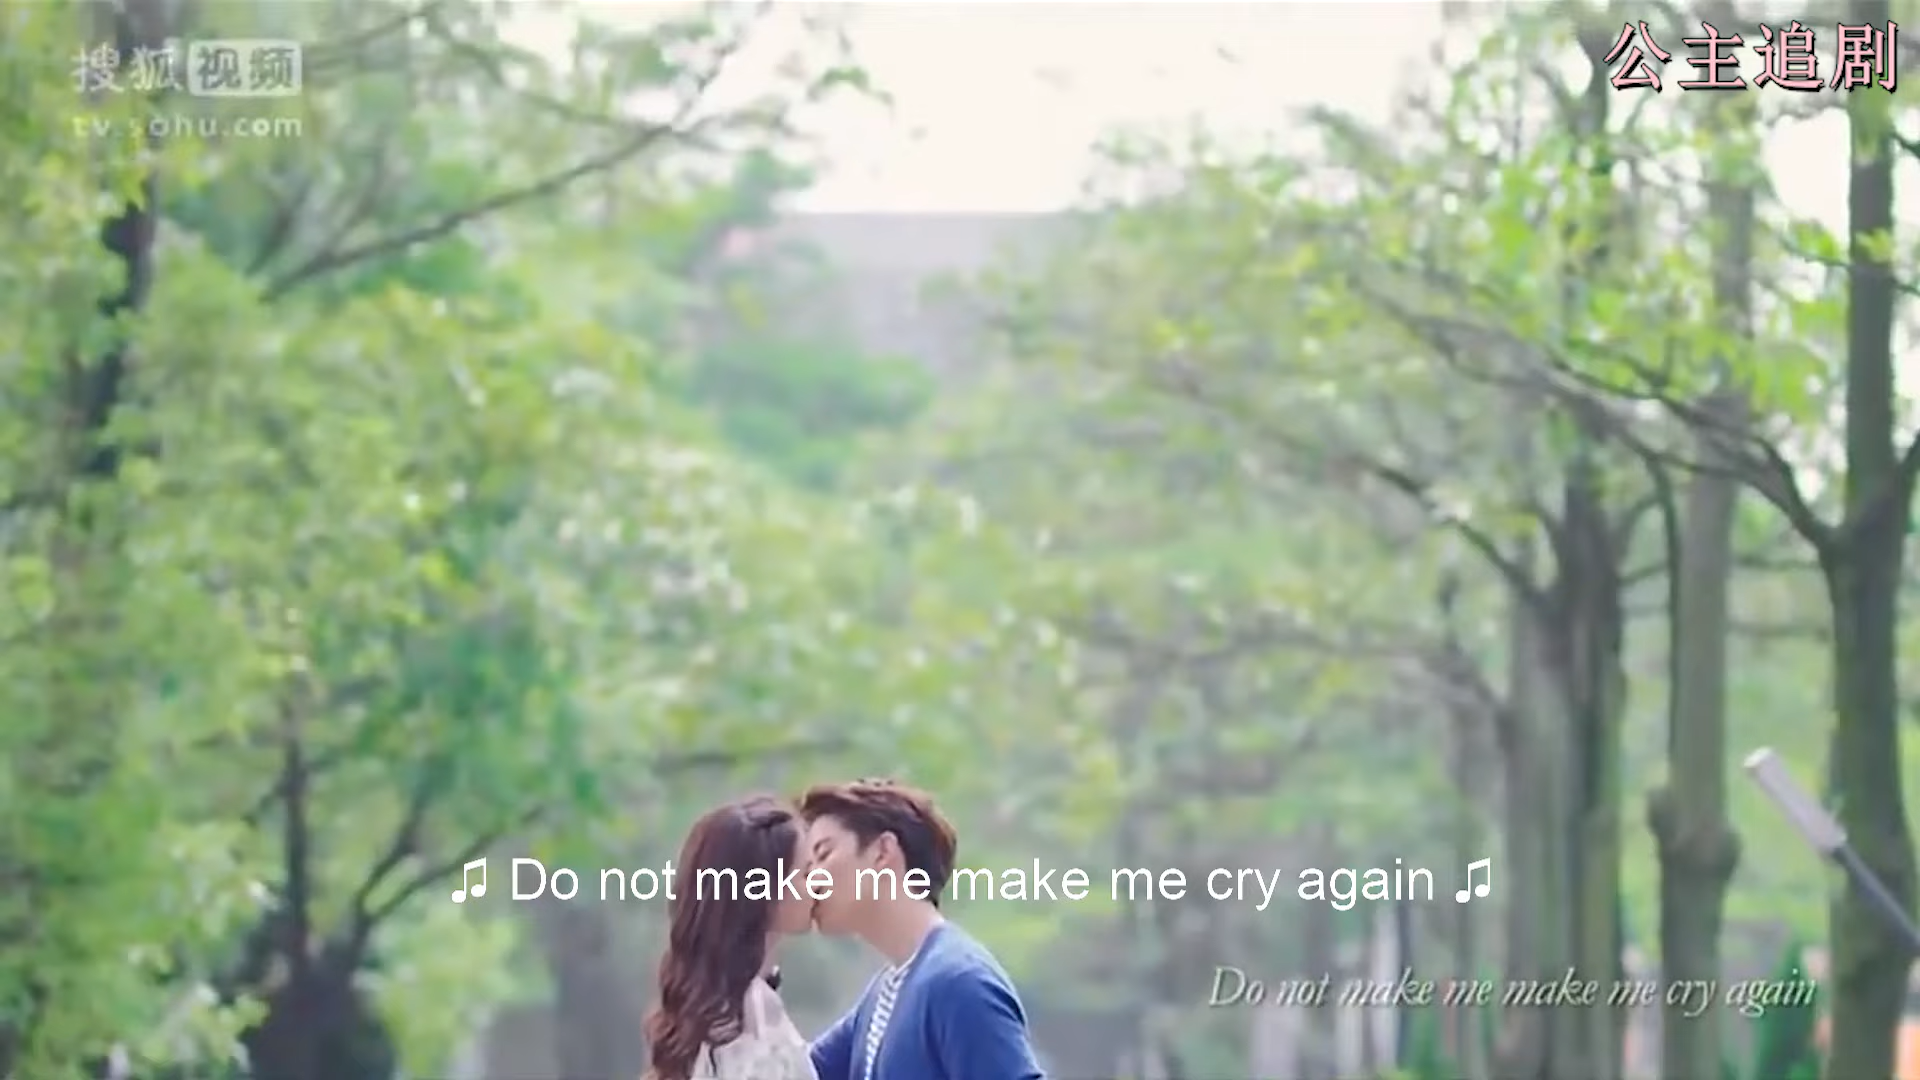 搜狐视频
tv.sohu.com
公主追剧
♫ Do not make me make me cry again ♫
Do not make me make me cry again